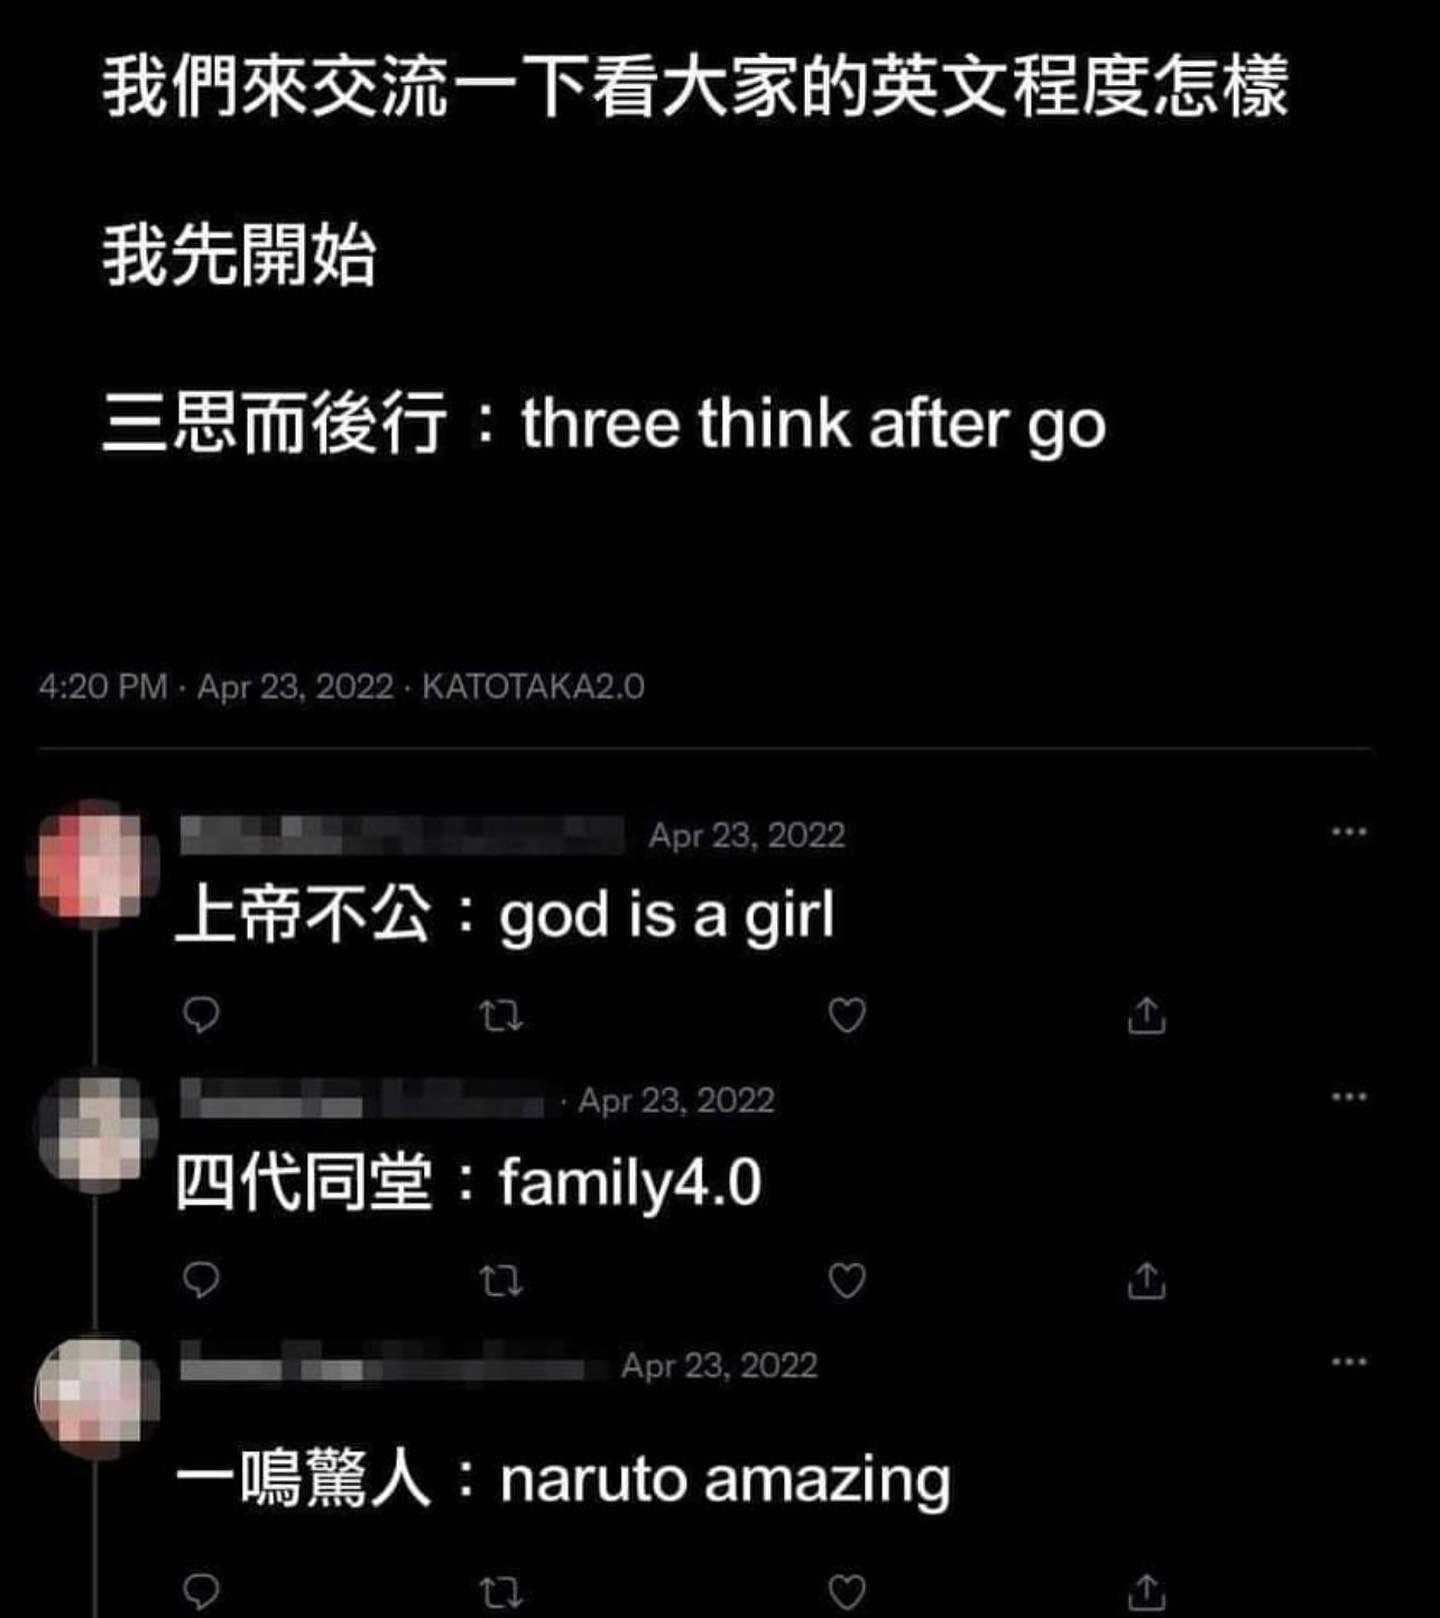 我們來交流一下看大家的英文程度怎樣
我先開始
三思而後行：three think after go
4:20 PM · Apr 23, 2022 · KATOTAKA2.0
Apr 23, 2022
上帝不公：god is a girl
· Apr 23, 2022
四代同堂：family4.0
Apr 23, 2022
一鳴驚人：naruto amazing